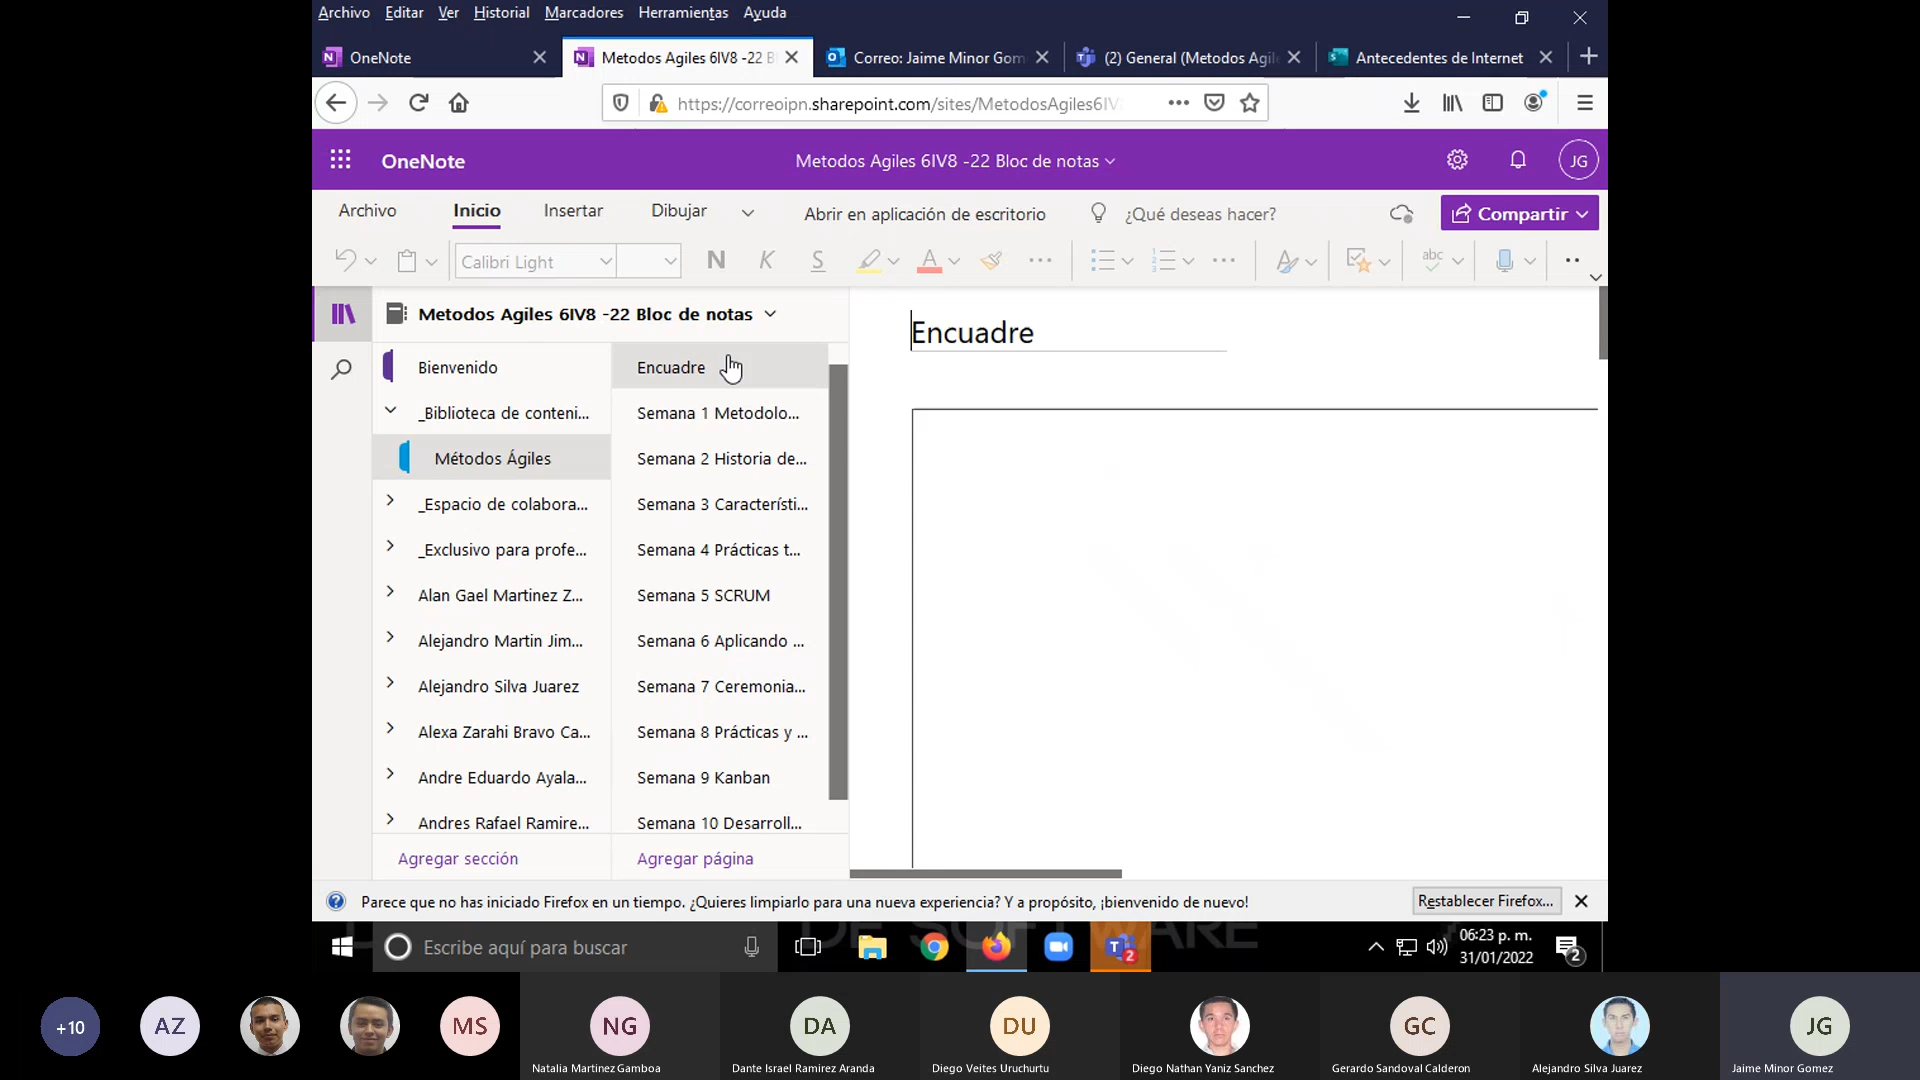 Archivo Editar Ver Historial Marcadores Herramientas Ayuda
OneNote
Metodos Agiles 6IV8 -22 B
Correo: Jaime Minor Gom
(2) General (Metodos Agil
Antecedentes de Internet
https://correoipn.sharepoint.com/sites/MetodosAgiles6IV
OneNote
Metodos Agiles 6IV8 -22 Bloc de notas
JG
Archivo Inicio Insertar Dibujar
Abrir en aplicación de escritorio
¿Qué deseas hacer?
Compartir
Calibri Light
N K S
A
abc
Metodos Agiles 6IV8 -22 Bloc de notas
Bienvenido
_Biblioteca de conteni...
Métodos Ágiles
_Espacio de colabora...
_Exclusivo para profe...
Alan Gael Martinez Z...
Alejandro Martin Jim...
Alejandro Silva Juarez
Alexa Zarahi Bravo Ca...
Andre Eduardo Ayala...
Andres Rafael Ramire...
Agregar sección
Encuadre
Semana 1 Metodolo...
Semana 2 Historia de...
Semana 3 Característi...
Semana 4 Prácticas t...
Semana 5 SCRUM
Semana 6 Aplicando ...
Semana 7 Ceremonia...
Semana 8 Prácticas y ...
Semana 9 Kanban
Semana 10 Desarroll...
Agregar página
Encuadre
Parece que no has iniciado Firefox en un tiempo. ¿Quieres limpiarlo para una nueva experiencia? Y a propósito, ¡bienvenido de nuevo!
Restablecer Firefox...
Escribe aquí para buscar
DE SOFTWARE
2
06:23 p. m.
31/01/2022
2
+10
AZ
MS
NG
DA
DU
GC
JG
Natalia Martinez Gamboa
Dante Israel Ramirez Aranda
Diego Veites Uruchurtu
Diego Nathan Yaniz Sanchez
Gerardo Sandoval Calderon
Alejandro Silva Juarez
Jaime Minor Gomez